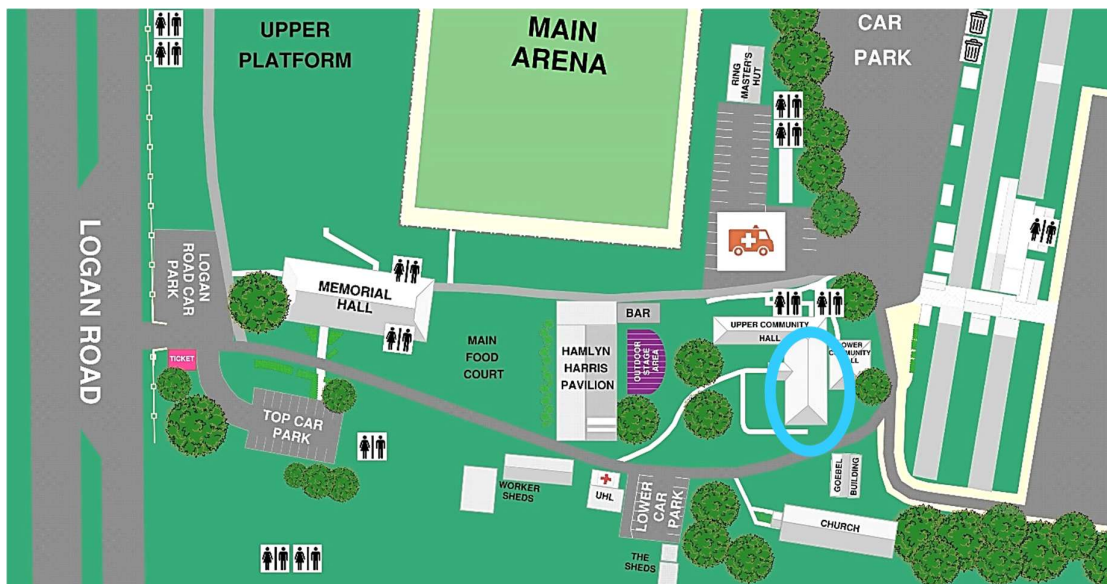 UPPER
PLATFORM
MAIN
ARENA
CAR
PARK
RING
MASTER'S
HUT
LOGAN ROAD
LOGAN
ROAD CAR
PARK
MEMORIAL
HALL
BAR
UPPER COMMUNITY
HALL
LOWER
COMMUNITY
HALL
MAIN
FOOD
COURT
HAMLYN
HARRIS
PAVILION
OUTDOOR
STAGE
AREA
TICKET
TOP CAR
PARK
WORKER
SHEDS
UHL
LOWER
CAR
PARK
GOEBEL
BUILDING
CHURCH
THE
SHEDS